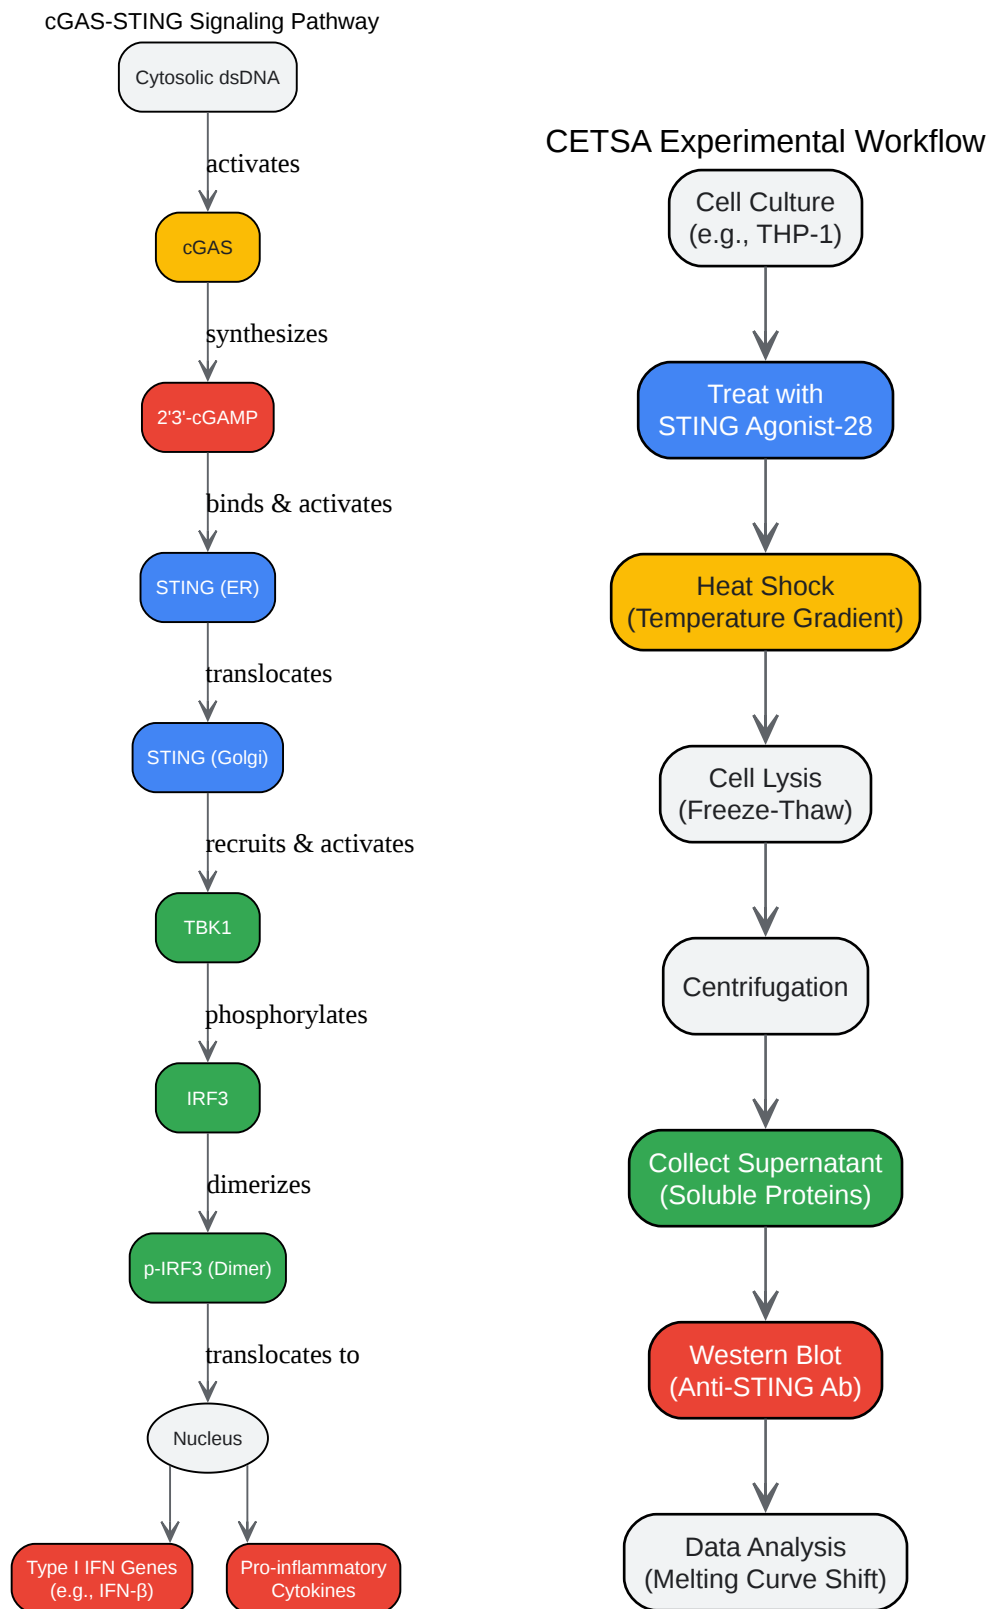 cGAS-STING Signaling Pathway
Cytosolic dsDNA
activates
cGAS
synthesizes
2'3'-cGAMP
binds & activates
STING (ER)
translocates
STING (Golgi)
recruits & activates
TBK1
phosphorylates
IRF3
dimerizes
p-IRF3 (Dimer)
translocates to
Nucleus
Type I IFN Genes
(e.g., IFN-β)
Pro-inflammatory
Cytokines
CETSA Experimental Workflow
Cell Culture
(e.g., THP-1)
Treat with
STING Agonist-28
Heat Shock
(Temperature Gradient)
Cell Lysis
(Freeze-Thaw)
Centrifugation
Collect Supernatant
(Soluble Proteins)
Western Blot
(Anti-STING Ab)
Data Analysis
(Melting Curve Shift)